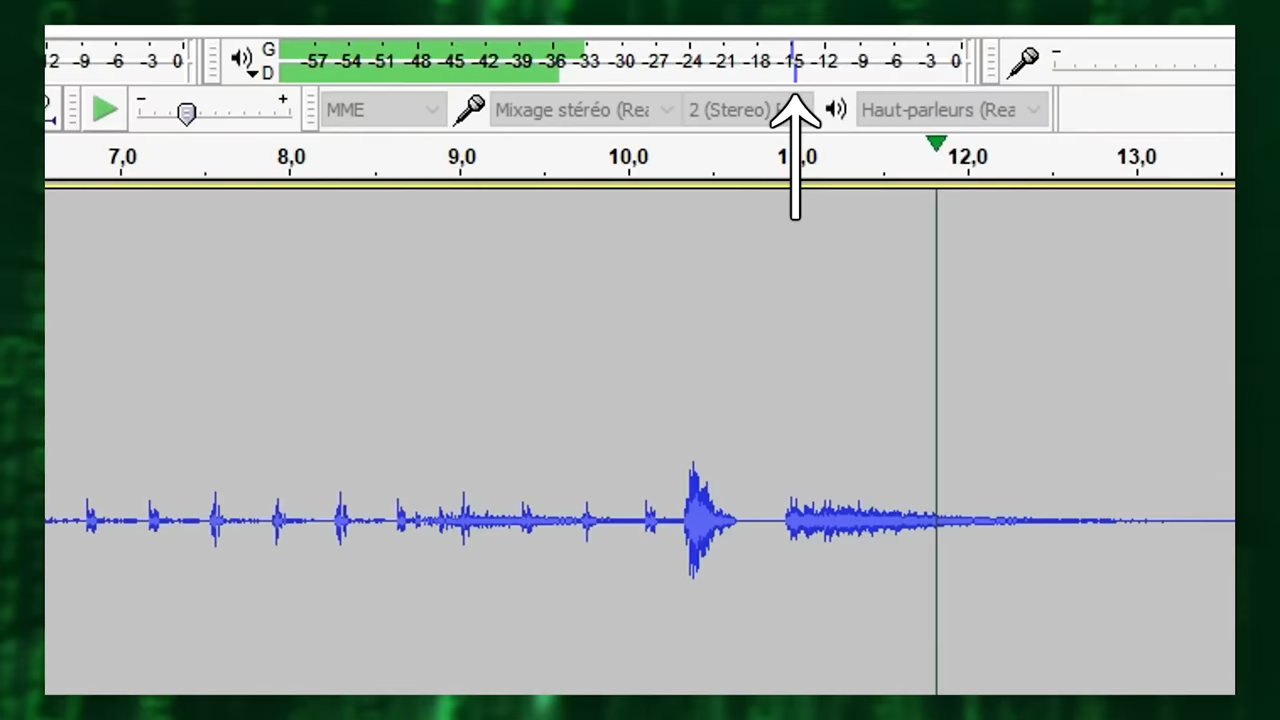 12 -9 -6 -3 0
G
D
-57 -54 -51 -48 -45 -42 -39 -36 -33 -30 -27 -24 -21 -18 -15 -12 -9 -6 -3 0
-
- +
MME
Mixage stéréo (Rea
2 (Stereo)
Haut-parleurs (Rea
7,0 8,0 9,0 10,0 12,0 13,0